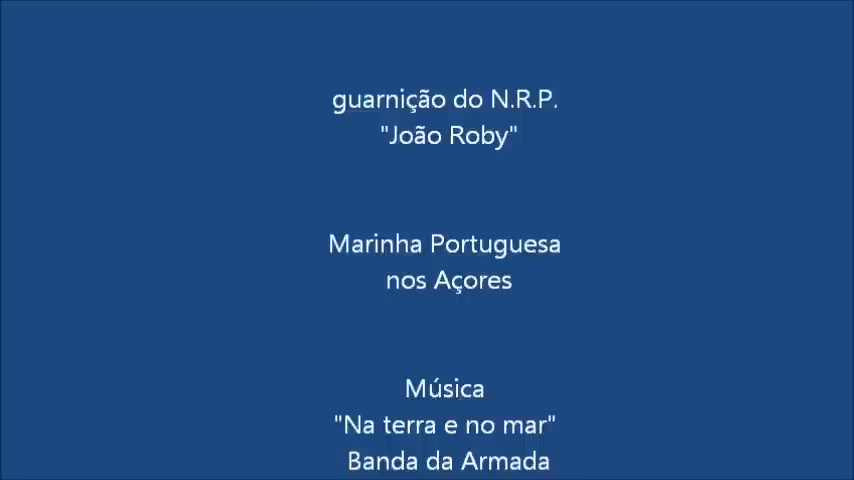 guarnição do N.R.P.
"João Roby"
Marinha Portuguesa
nos Açores
Música
"Na terra e no mar"
Banda da Armada